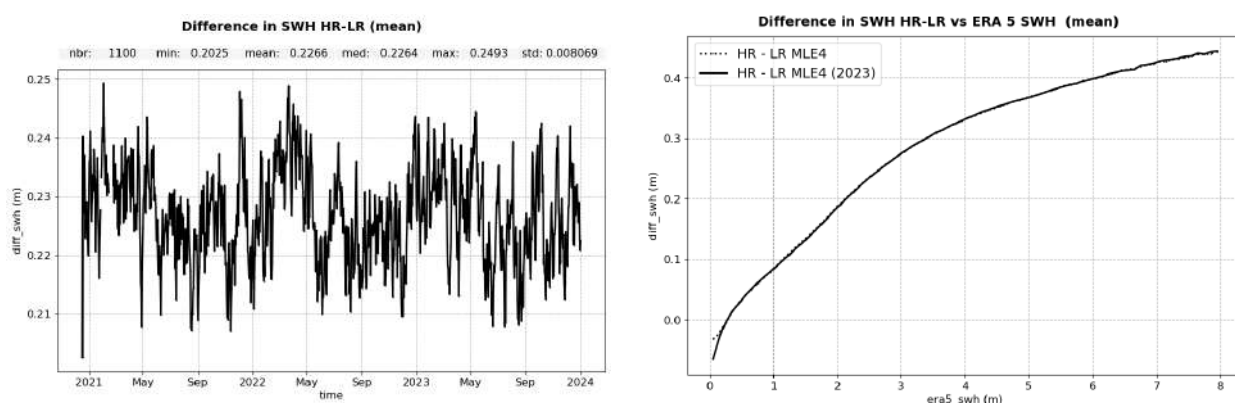 Difference in SWH HR-LR (mean)
nbr: 1100 min: 0.2025 mean: 0.2266 med: 0.2264 max: 0.2493 std: 0.008069
0.25
0.24
0.23
0.22
0.21
diff_swh (m)
2021 May Sep 2022 May Sep 2023 May Sep 2024
time
Difference in SWH HR-LR vs ERA 5 SWH (mean)
HR - LR MLE4
HR - LR MLE4 (2023)
0.4
0.3
0.2
0.1
0.0
diff_swh (m)
0 1 2 3 4 5 6 7 8
era5_swh (m)